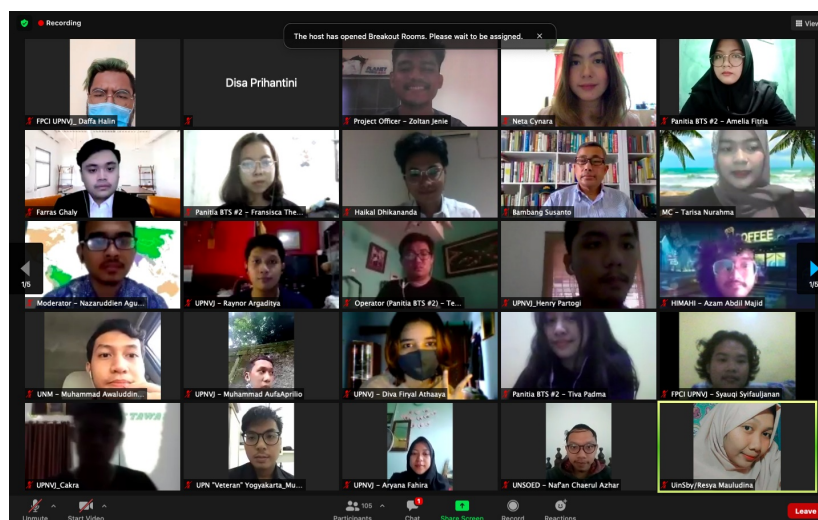 Recording
The host has opened Breakout Rooms. Please wait to be assigned.
View
FPCI UPNVJ_ Daffa Halin
Disa Prihantini
Project Officer - Zoltan Jenie
Neta Cynara
Panitia BTS #2 - Amelia Fitria
Farras Ghaly
Panitia BTS #2 - Fransisca The...
Haikal Dhikananda
Bambang Susanto
MC - Tarisa Nurahma
1/5
Moderator - Nazaruddien Agu...
UPNVJ - Raynor Argaditya
Operator (Panitia BTS #2) - Te...
UPNVJ_Henry Partogi
OFFEE
HIMAHI - Azam Abdil Majid
1/5
UNM - Muhammad Awaluddin...
UPNVJ - Muhammad AufaAprilio
UPNVJ - Diva Firyal Athaaya
Panitia BTS #2 - Tiva Padma
FPCI UPNVJ - Syauqi Syifauljanan
UPNVJ_Cakra
UPN "Veteran" Yogyakarta_Mu...
UPNVJ - Aryana Fahira
UNSOED - Naf'an Chaerul Azhar
UinSby/Resya Mauludina
Unmute
Start Video
Participants
105
Chat
1
Share Screen
Record
Reactions
Leave